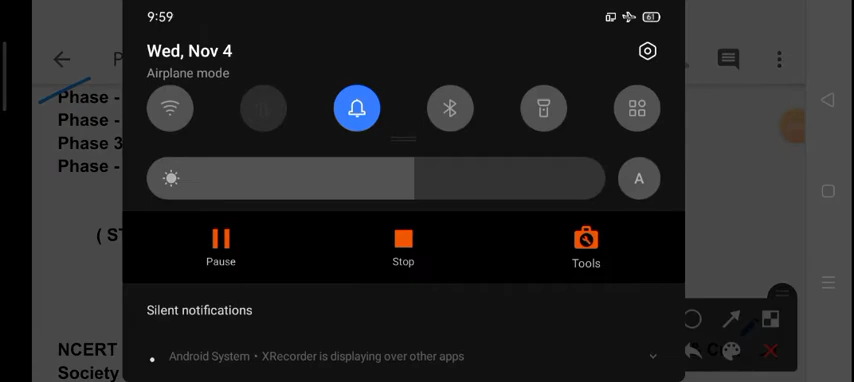 9:59
61
Wed, Nov 4
Airplane mode
P
Phase -
Phase -
Phase 3
Phase -
A
( ST
Pause
Stop
Tools
Silent notifications
NCERT
Android System • XRecorder is displaying over other apps
Society